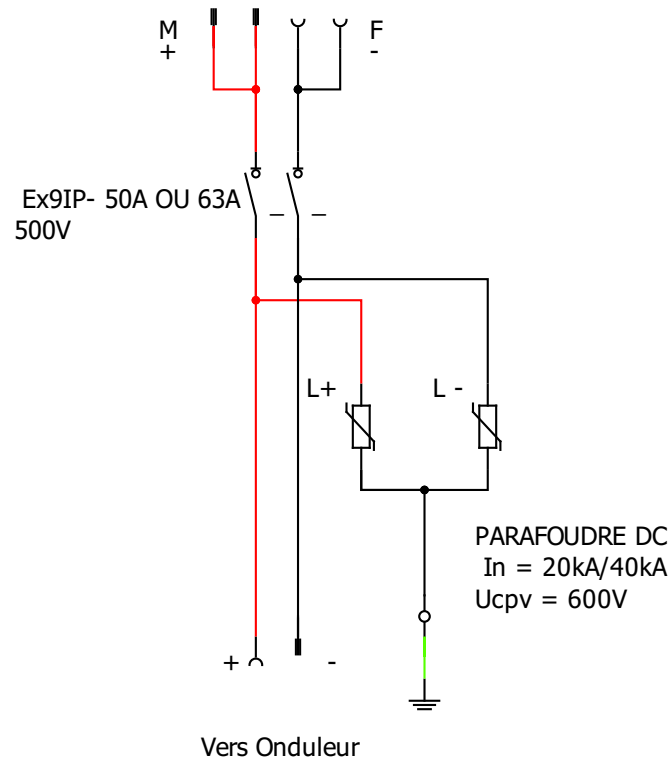 M
+
F
-
Ex9IP- 50A OU 63A
500V
L+
L -
PARAFOUDRE DC
In = 20kA/40kA
Ucpv = 600V
+
-
Vers Onduleur